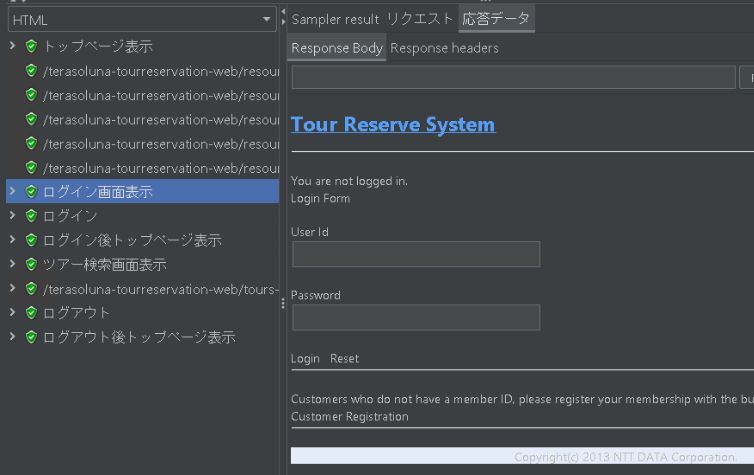 HTML
トップページ表示
/terasoluna-tourreservation-web/resour
/terasoluna-tourreservation-web/resour
/terasoluna-tourreservation-web/resour
/terasoluna-tourreservation-web/resour
/terasoluna-tourreservation-web/resour
ログイン画面表示
ログイン
ログイン後トップページ表示
ツアー検索画面表示
/terasoluna-tourreservation-web/tours-
ログアウト
ログアウト後トップページ表示
Sampler result リクエスト 応答データ
Response Body Response headers
Tour Reserve System
You are not logged in.
Login Form
User Id
Password
Login Reset
Customers who do not have a member ID, please register your membership with the bu
Customer Registration
Copyright(c) 2013 NTT DATA Corporation.